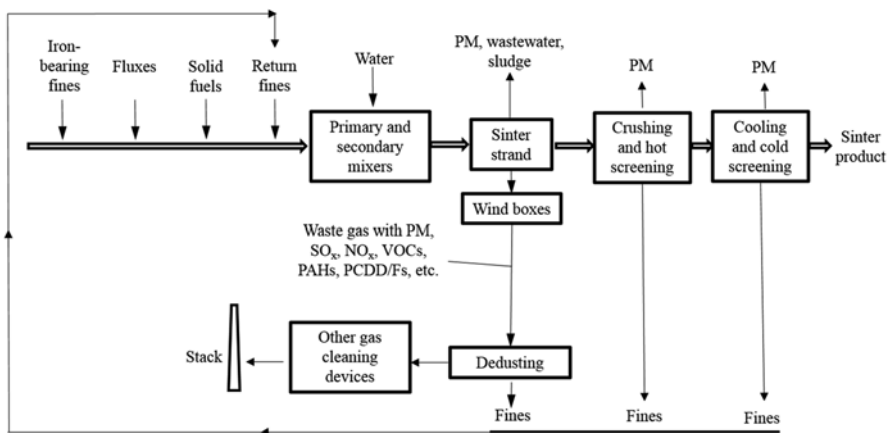 Iron-
bearing
fines
Fluxes
Solid
fuels
Return
fines
Water
PM, wastewater,
sludge
PM
PM
Primary and
secondary
mixers
Sinter
strand
Crushing
and hot
screening
Cooling
and cold
screening
Sinter
product
Wind boxes
Waste gas with PM,
SOₓ, NOₓ, VOCs,
PAHs, PCDD/Fs, etc.
Stack
Other gas
cleaning
devices
Dedusting
Fines
Fines
Fines